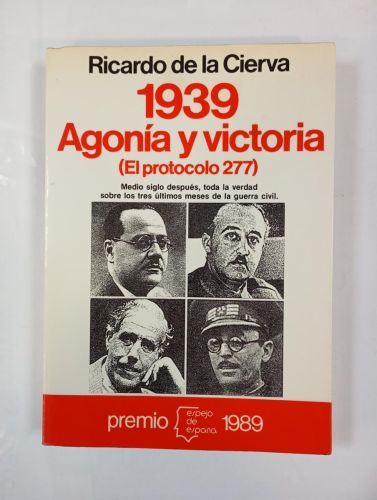 Ricardo de la Cierva
1939
Agonía y victoria
(El protocolo 277)
Medio siglo después, toda la verdad
sobre los tres últimos meses de la guerra civil.
premio espejo de españa 1989